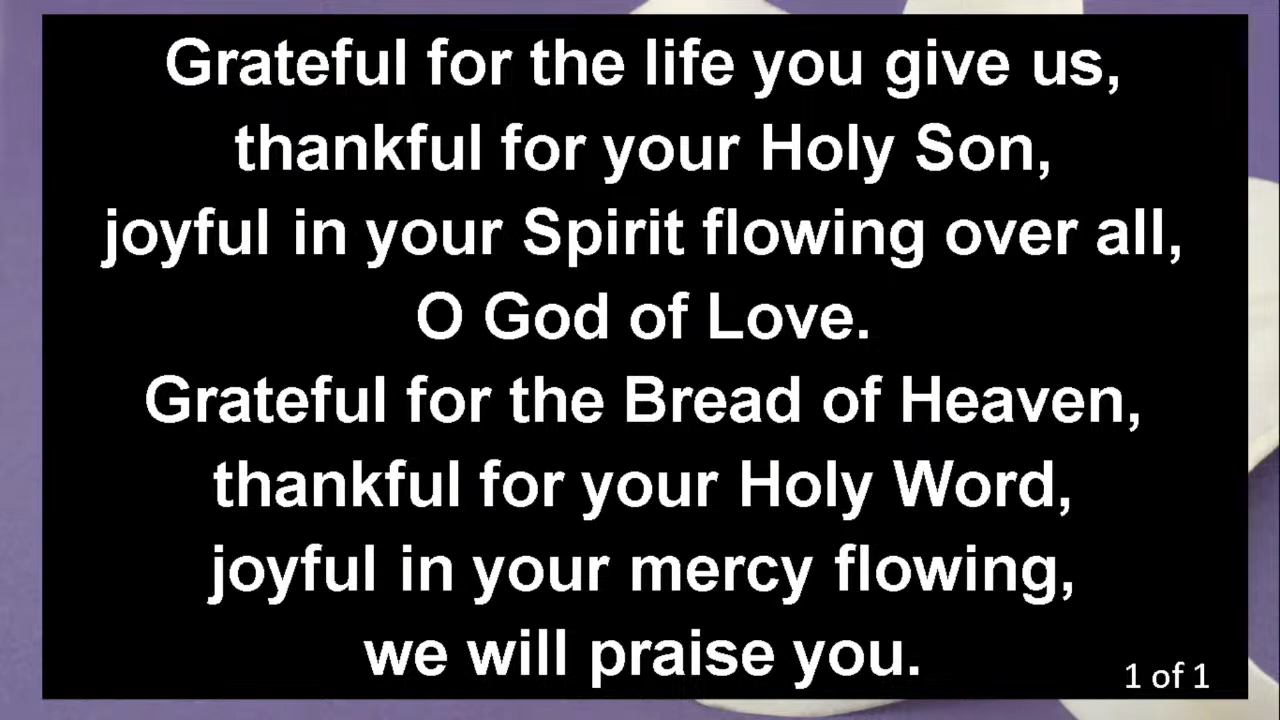 Grateful for the life you give us,
thankful for your Holy Son,
joyful in your Spirit flowing over all,
O God of Love.
Grateful for the Bread of Heaven,
thankful for your Holy Word,
joyful in your mercy flowing,
we will praise you.
1 of 1